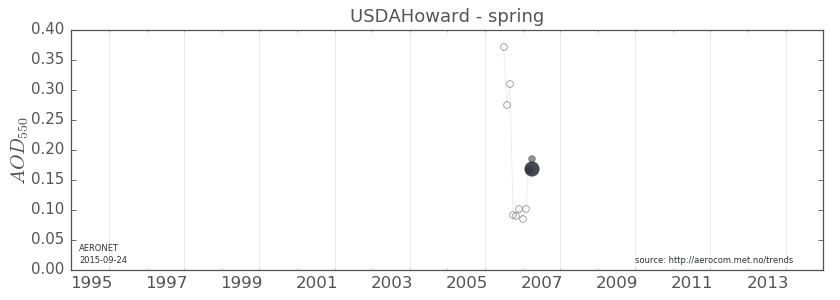 USDAHoward - spring
0.40
0.35
0.30
0.25
0.20
0.15
0.10
0.05
0.00
AOD550
AERONET
2015-09-24
source: http://aerocom.met.no/trends
1995 1997 1999 2001 2003 2005 2007 2009 2011 2013